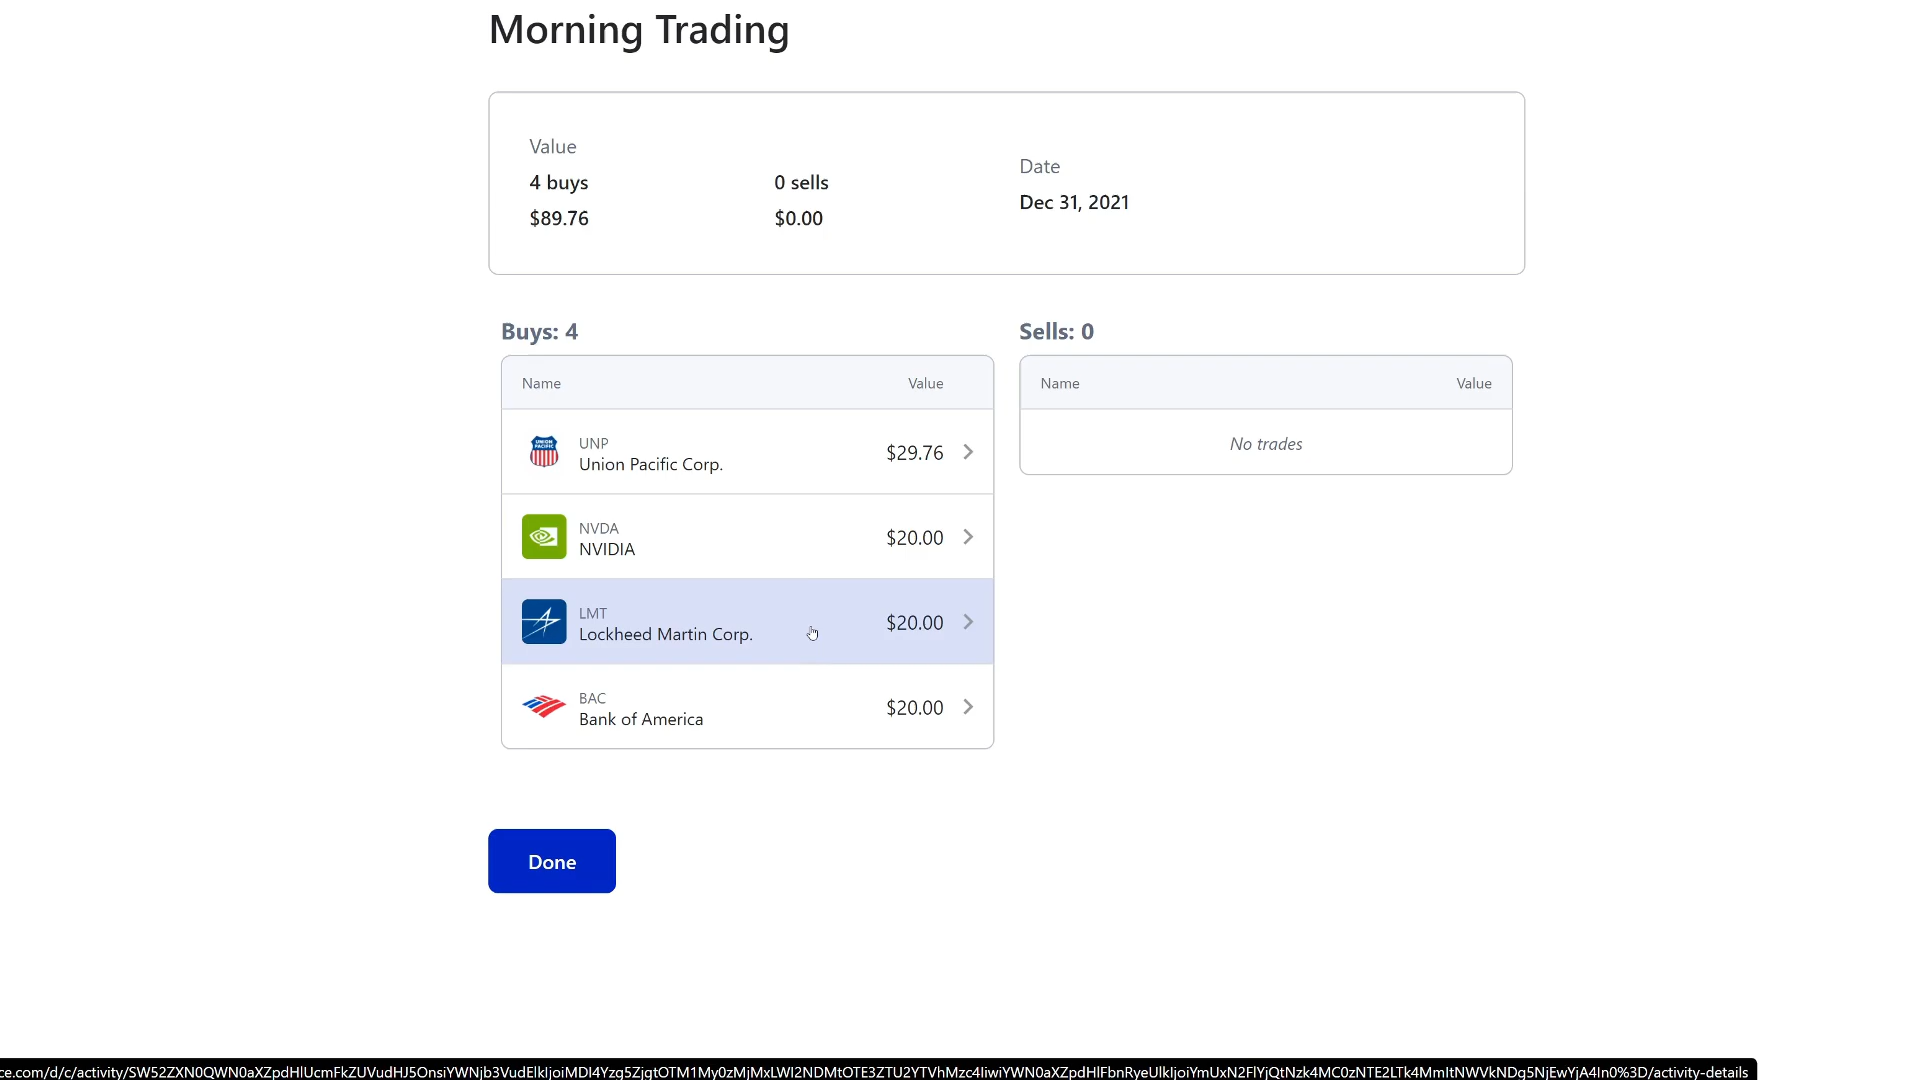 Morning Trading
Value
4 buys
0 sells
$89.76
$0.00
Date
Dec 31, 2021
Buys: 4
Name
Value
UNP
Union Pacific Corp.
$29.76
NVDA
NVIDIA
$20.00
LMT
Lockheed Martin Corp.
$20.00
BAC
Bank of America
$20.00
Sells: 0
Name
Value
No trades
Done